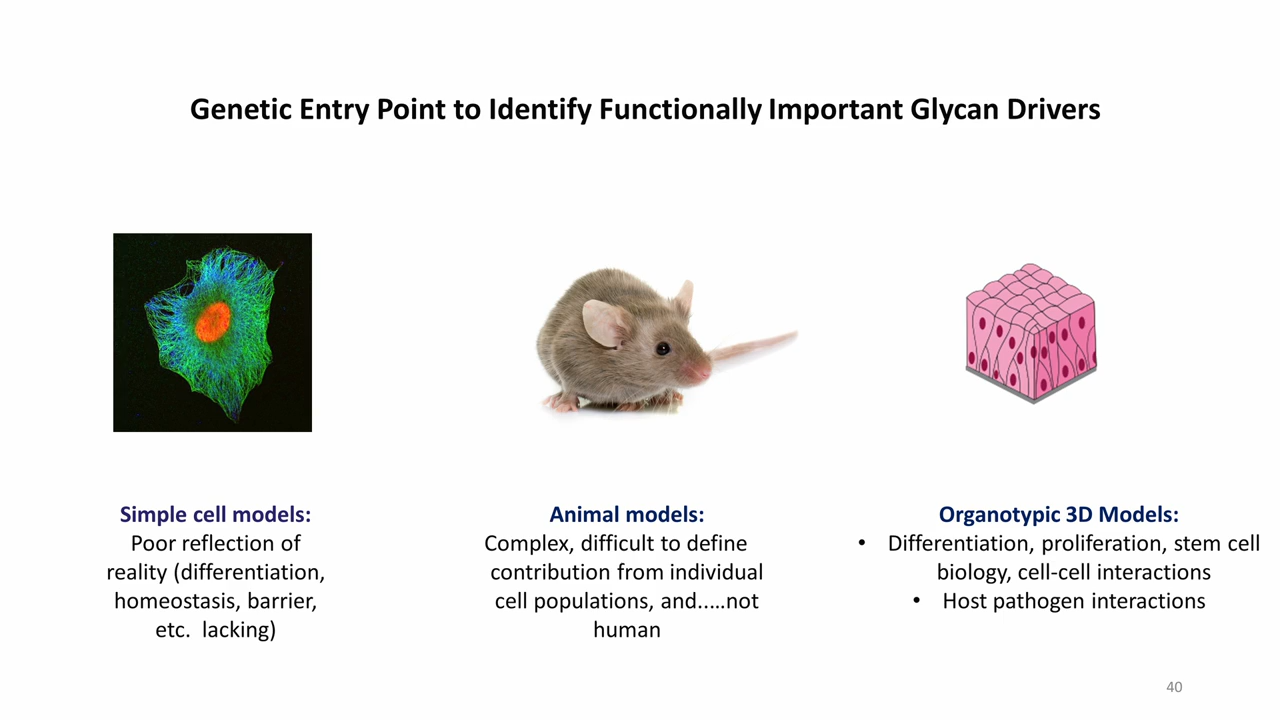 Genetic Entry Point to Identify Functionally Important Glycan Drivers
Simple cell models:
Poor reflection of
reality (differentiation,
homeostasis, barrier,
etc.  lacking)
Animal models:
Complex, difficult to define
contribution from individual
cell populations, and.....not
human
Organotypic 3D Models:
• Differentiation, proliferation, stem cell
biology, cell-cell interactions
• Host pathogen interactions
40